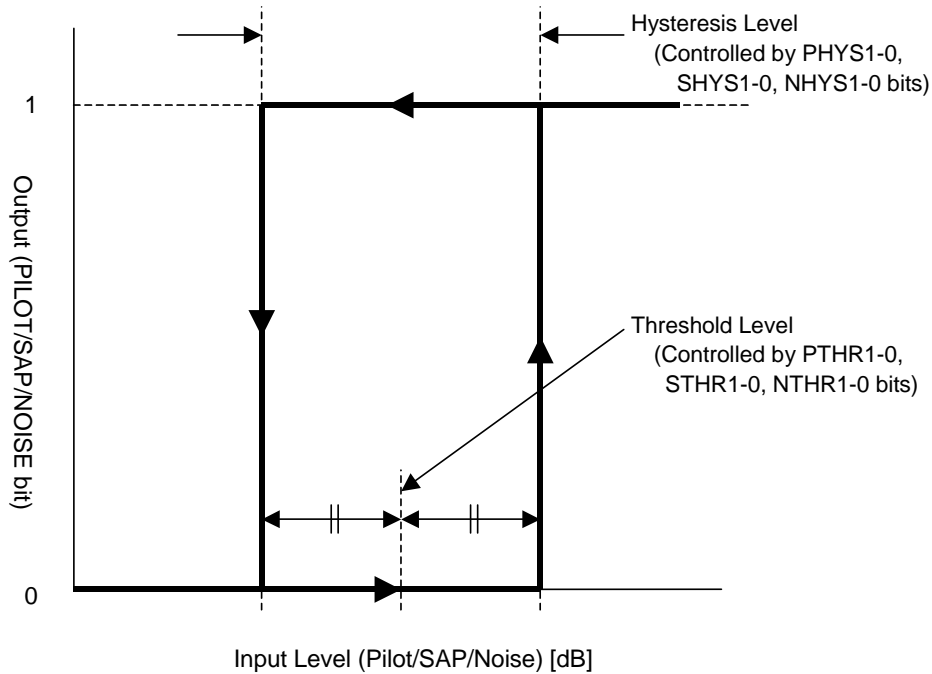 Hysteresis Level
(Controlled by PHYS1-0,
SHYS1-0, NHYS1-0 bits)
1
Output (PILOT/SAP/NOISE bit)
Threshold Level
(Controlled by PTHR1-0,
STHR1-0, NTHR1-0 bits)
0
Input Level (Pilot/SAP/Noise) [dB]